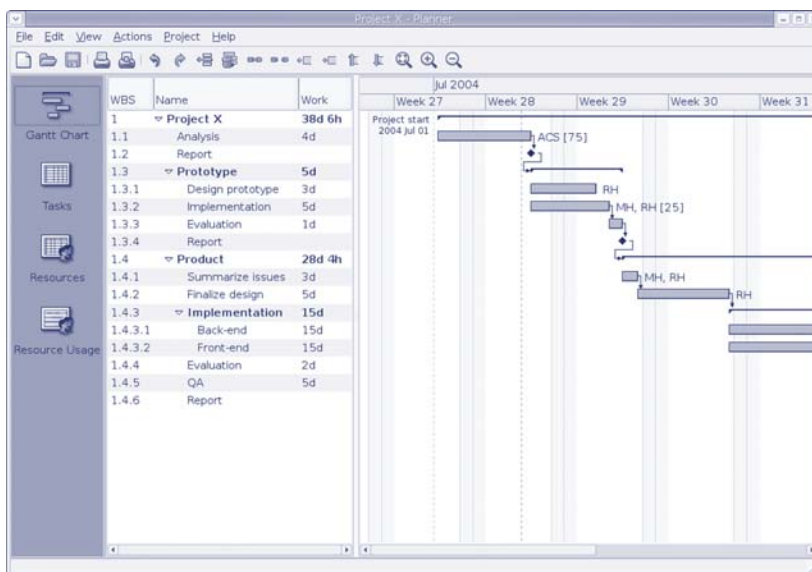 Project X - Planner
File Edit View Actions Project Help
Jul 2004
WBS Name Work
Week 27 Week 28 Week 29 Week 30 Week 31
Gantt Chart
Tasks
Resources
Resource Usage
1 Project X 38d 6h
1.1 Analysis 4d
1.2 Report
1.3 Prototype 5d
1.3.1 Design prototype 3d
1.3.2 Implementation 5d
1.3.3 Evaluation 1d
1.3.4 Report
1.4 Product 28d 4h
1.4.1 Summarize issues 3d
1.4.2 Finalize design 5d
1.4.3 Implementation 15d
1.4.3.1 Back-end 15d
1.4.3.2 Front-end 15d
1.4.4 Evaluation 2d
1.4.5 QA 5d
1.4.6 Report
Project start
2004 Jul 01
ACS [75]
RH
MH, RH [25]
MH, RH
RH